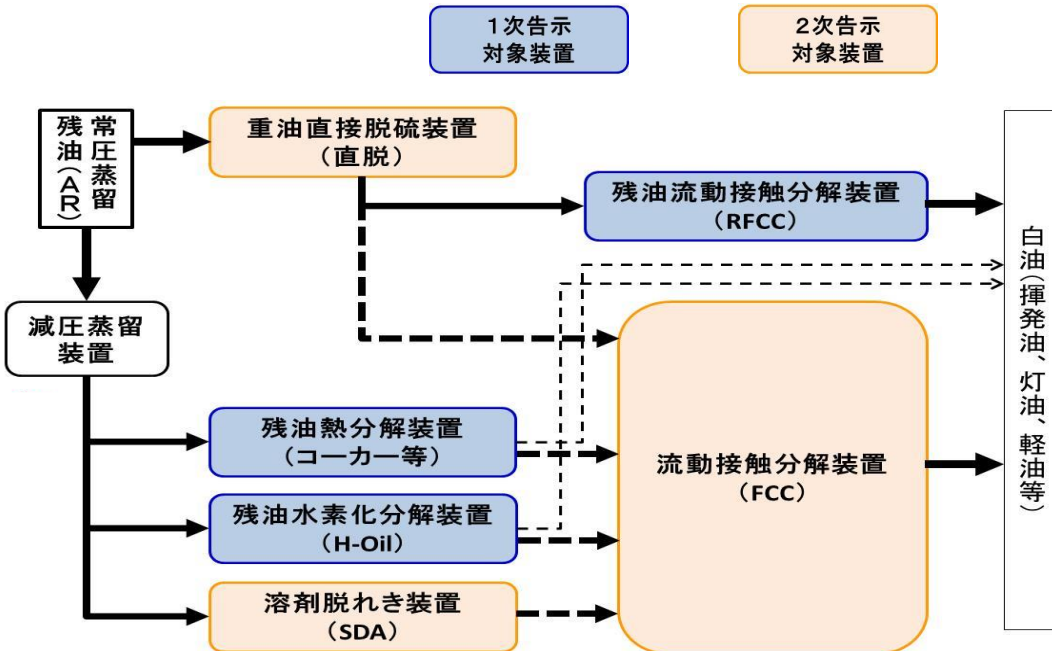 1次告示
対象装置
2次告示
対象装置
常圧蒸留
残油(AR)
重油直接脱硫装置
(直脱)
残油流動接触分解装置
(RFCC)
減圧蒸留
装置
残油熱分解装置
(コーカー等)
残油水素化分解装置
(H-Oil)
溶剤脱れき装置
(SDA)
流動接触分解装置
(FCC)
白油(揮発油、灯油、軽油等)